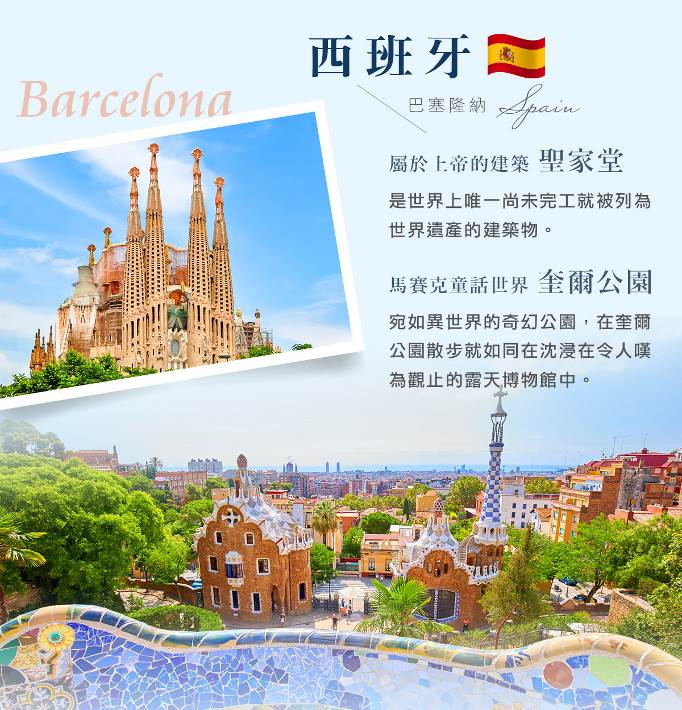 西班牙
Barcelona
巴塞隆納 Spain
屬於上帝的建築 聖家堂
是世界上唯一尚未完工就被列為
世界遺產的建築物。
馬賽克童話世界 奎爾公園
宛如異世界的奇幻公園，在奎爾
公園散步就如同在沈浸在令人嘆
為觀止的露天博物館中。